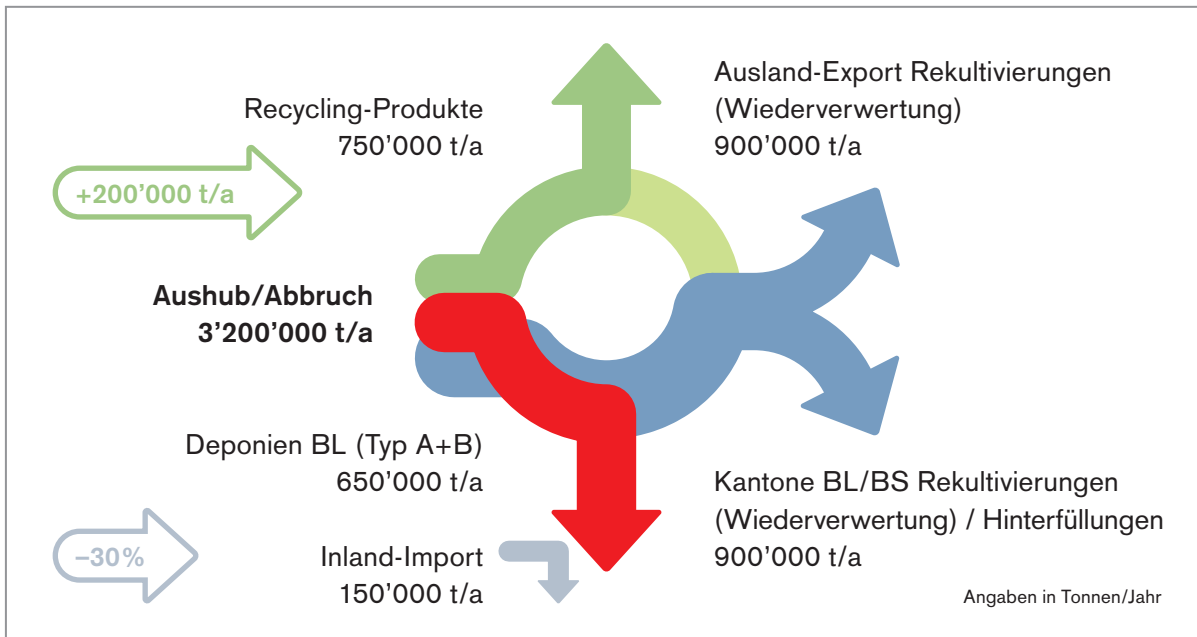 Recycling-Produkte
750’000 t/a
Ausland-Export Rekultivierungen
(Wiederverwertung)
900’000 t/a
+200’000 t/a
Aushub/Abbruch
3’200’000 t/a
Deponien BL (Typ A+B)
650’000 t/a
Kantone BL/BS Rekultivierungen
(Wiederverwertung) / Hinterfüllungen
900’000 t/a
–30%
Inland-Import
150’000 t/a
Angaben in Tonnen/Jahr